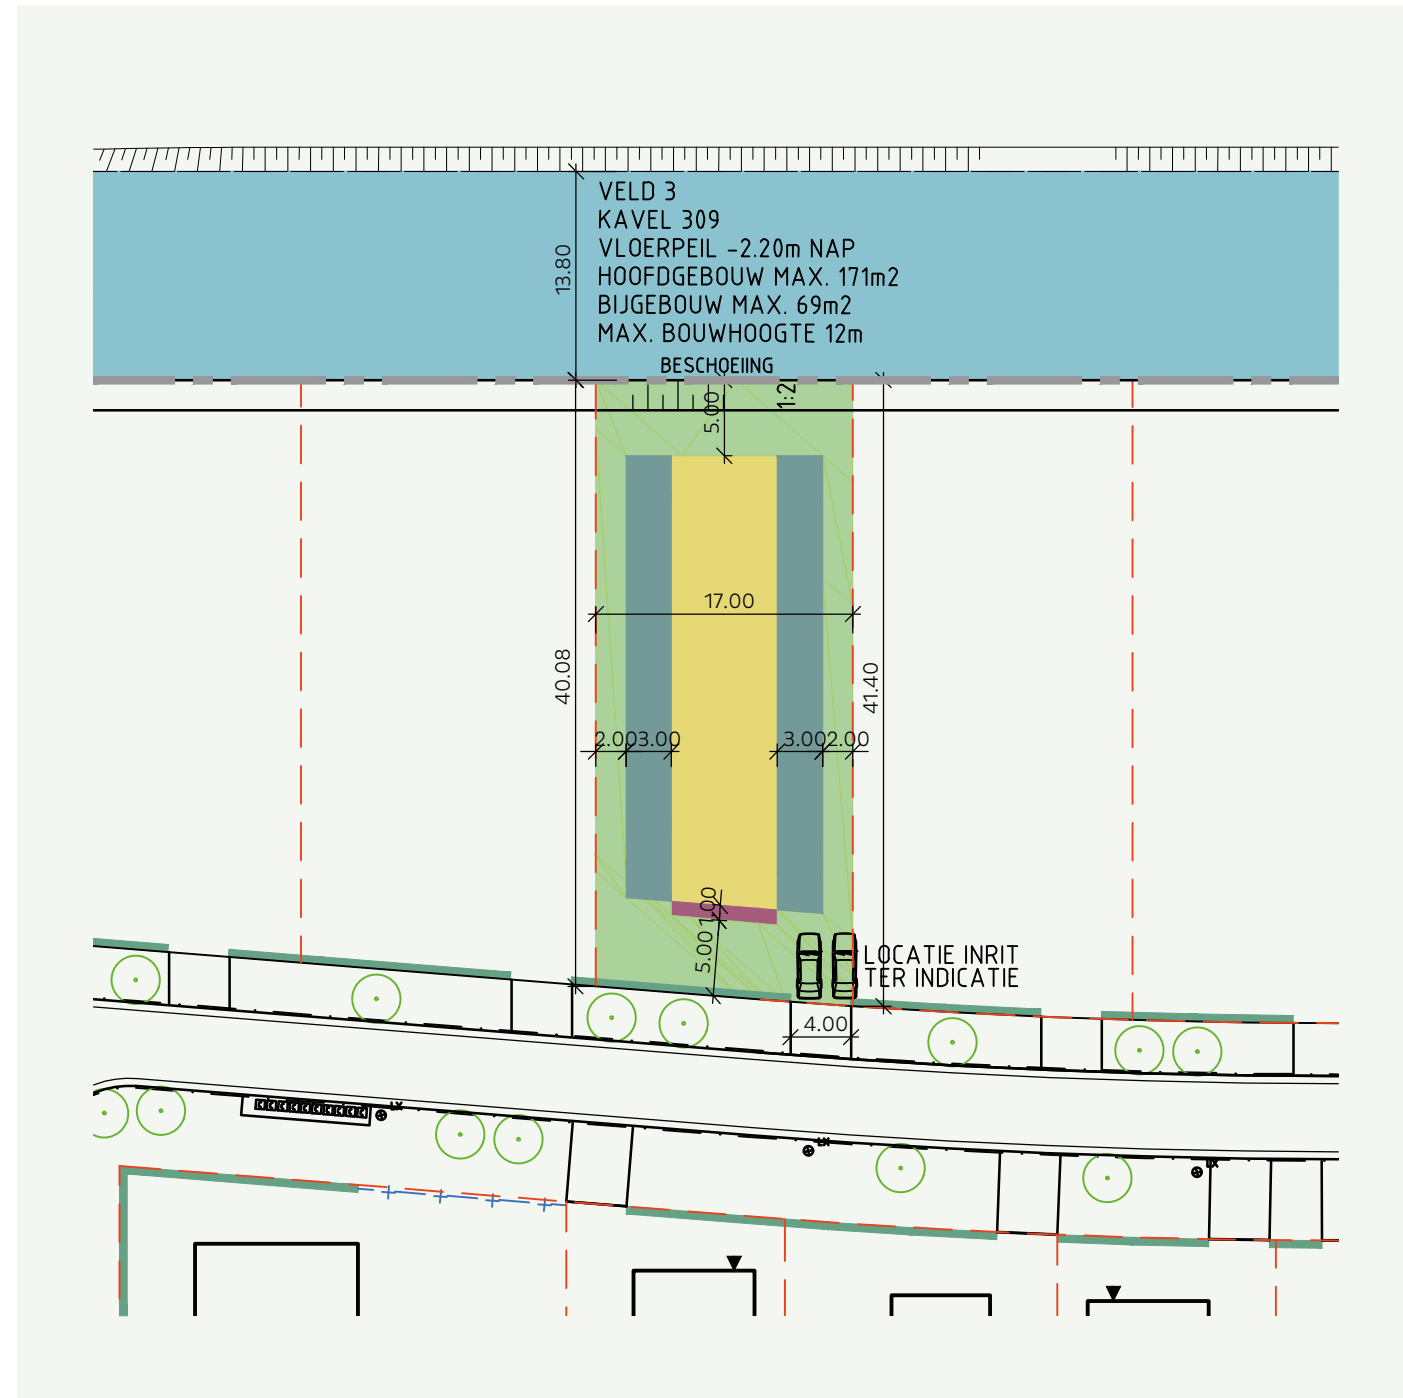 VELD 3
KAVEL 309
VLOERPEIL -2.20m NAP
HOOFDGEBOUW MAX. 171m2
BIJGEBOUW MAX. 69m2
MAX. BOUWHOOGTE 12m
13.80
BESCHOEIING
5.00
1:2
17.00
40.08
41.40
2.00
3.00
3.00
2.00
1.00
5.00
LOCATIE INRIT
TER INDICATIE
4.00
LX
LX